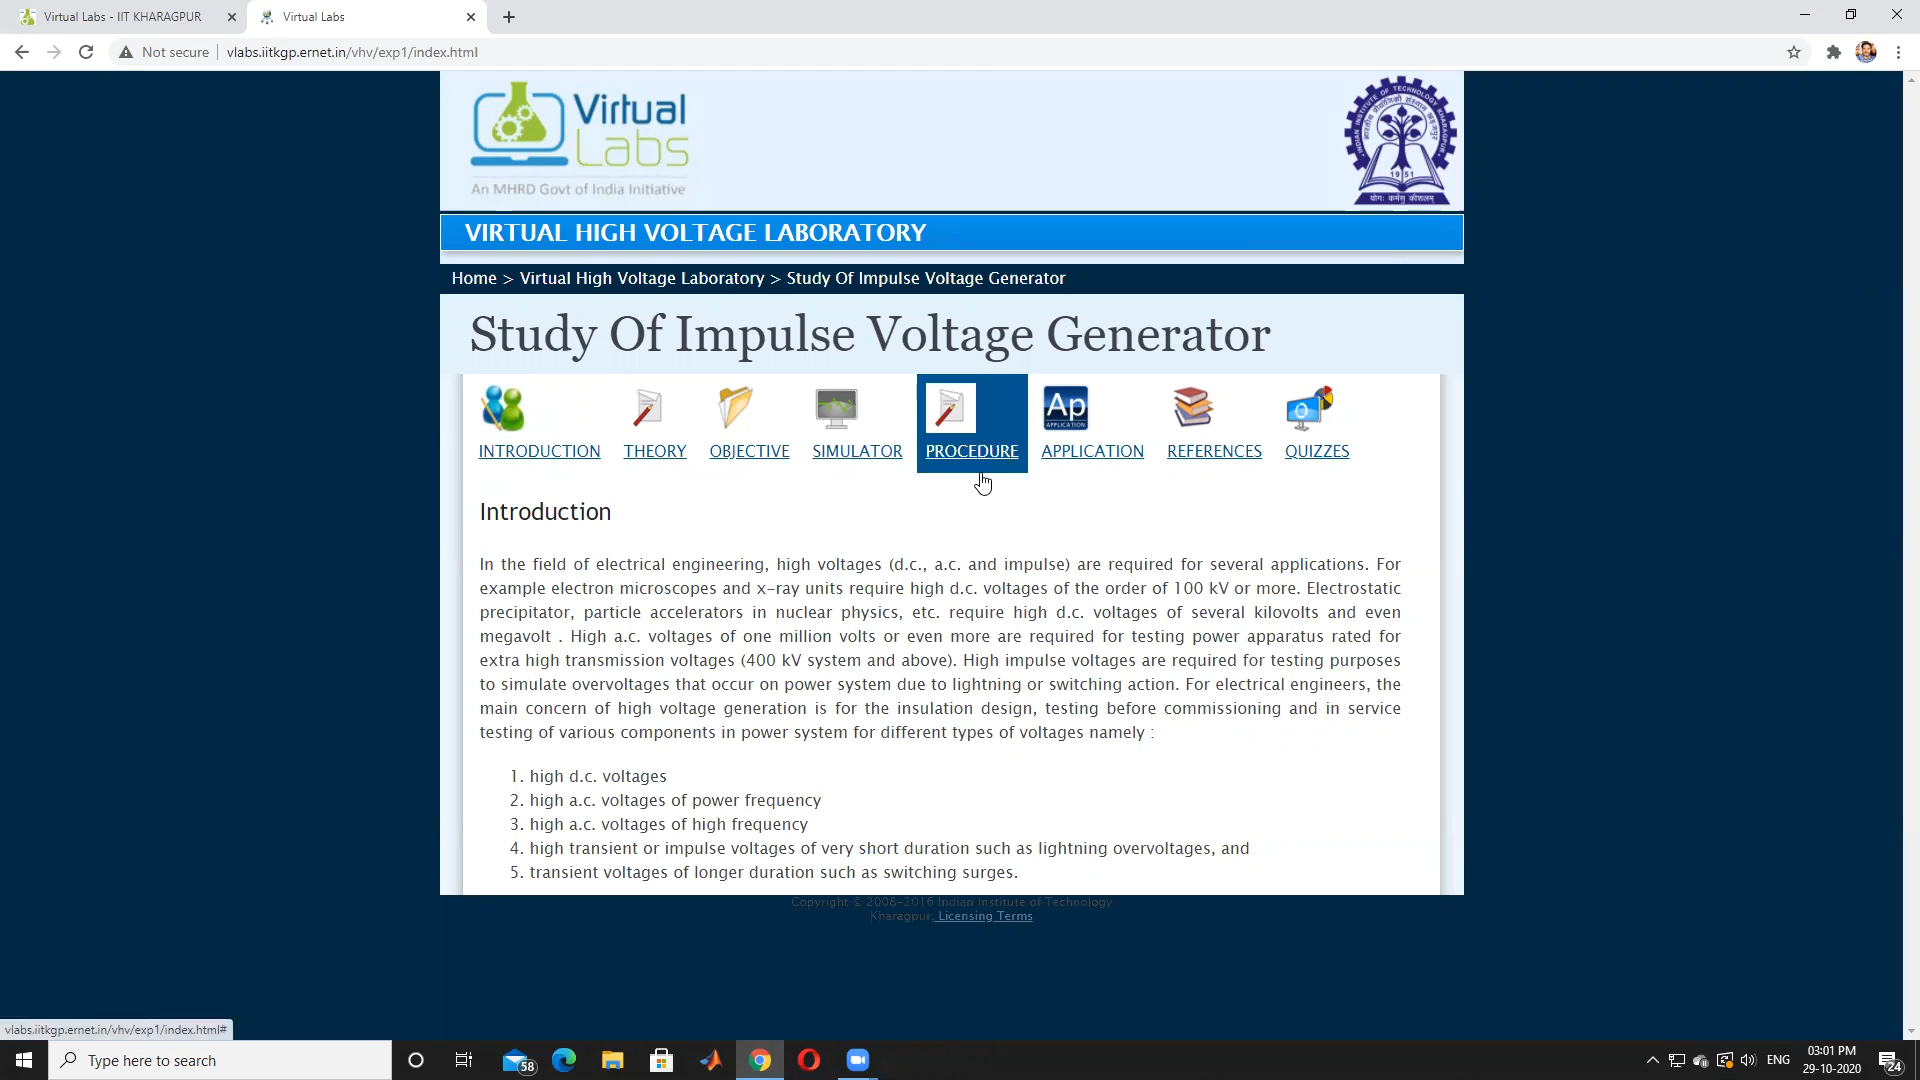 Virtual Labs - IIT KHARAGPUR
Virtual Labs
Not secure
vlabs.iitkgp.ernet.in/vhv/exp1/index.html
Virtual
Labs
An MHRD Govt of India Initiative
1951
योगः कर्मसु कौशलम्
VIRTUAL HIGH VOLTAGE LABORATORY
Home > Virtual High Voltage Laboratory > Study Of Impulse Voltage Generator
Study Of Impulse Voltage Generator
Ap
APPLICATION
INTRODUCTION THEORY OBJECTIVE SIMULATOR PROCEDURE APPLICATION REFERENCES QUIZZES
Introduction
In the field of electrical engineering, high voltages (d.c., a.c. and impulse) are required for several applications. For
example electron microscopes and x-ray units require high d.c. voltages of the order of 100 kV or more. Electrostatic
precipitator, particle accelerators in nuclear physics, etc. require high d.c. voltages of several kilovolts and even
megavolt . High a.c. voltages of one million volts or even more are required for testing power apparatus rated for
extra high transmission voltages (400 kV system and above). High impulse voltages are required for testing purposes
to simulate overvoltages that occur on power system due to lightning or switching action. For electrical engineers, the
main concern of high voltage generation is for the insulation design, testing before commissioning and in service
testing of various components in power system for different types of voltages namely :
1. high d.c. voltages
2. high a.c. voltages of power frequency
3. high a.c. voltages of high frequency
4. high transient or impulse voltages of very short duration such as lightning overvoltages, and
5. transient voltages of longer duration such as switching surges.
Copyright © 2008-2016 Indian Institute of Technology
Kharagpur. Licensing Terms
vlabs.iitkgp.ernet.in/vhv/exp1/index.html#
Type here to search
58
ENG
03:01 PM
29-10-2020
24